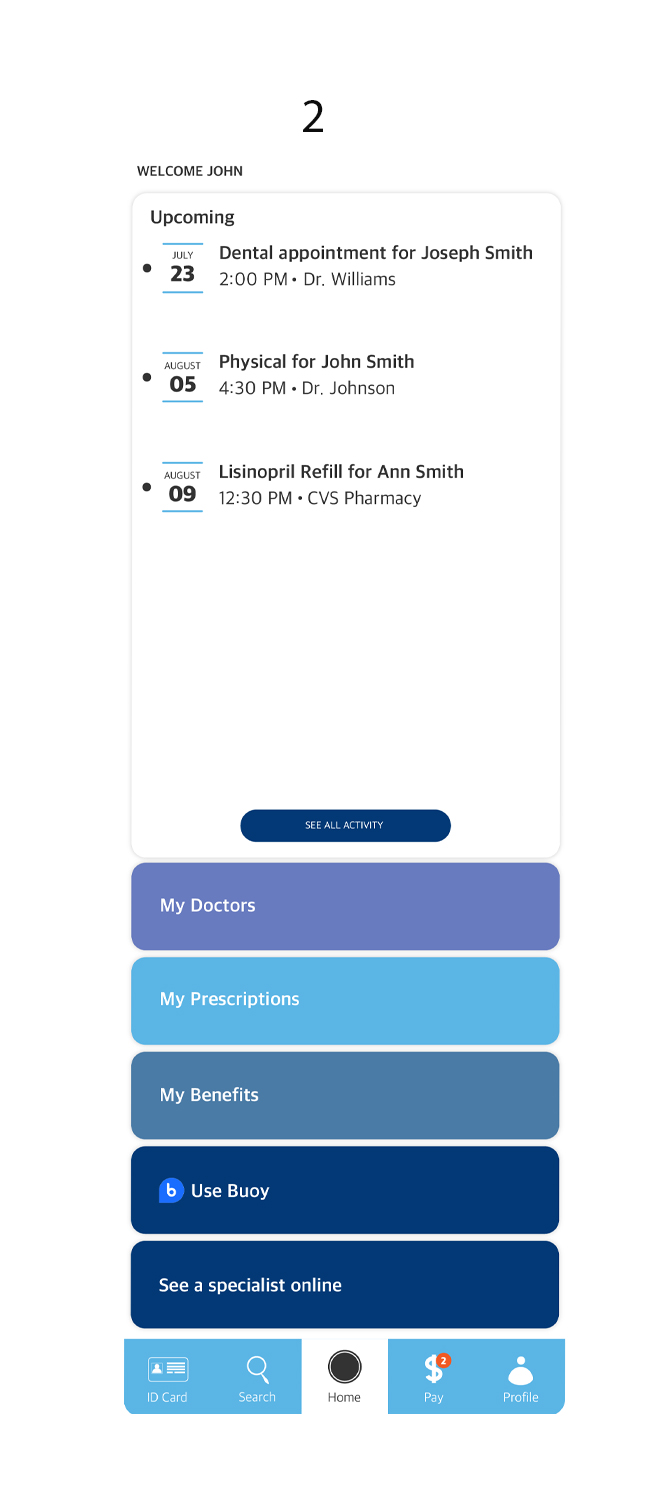 2
WELCOME JOHN
Upcoming
JULY
23
Dental appointment for Joseph Smith
2:00 PM • Dr. Williams
AUGUST
05
Physical for John Smith
4:30 PM • Dr. Johnson
AUGUST
09
Lisinopril Refill for Ann Smith
12:30 PM • CVS Pharmacy
SEE ALL ACTIVITY
My Doctors
My Prescriptions
My Benefits
b Use Buoy
See a specialist online
$ 2
ID Card Search Home Pay Profile